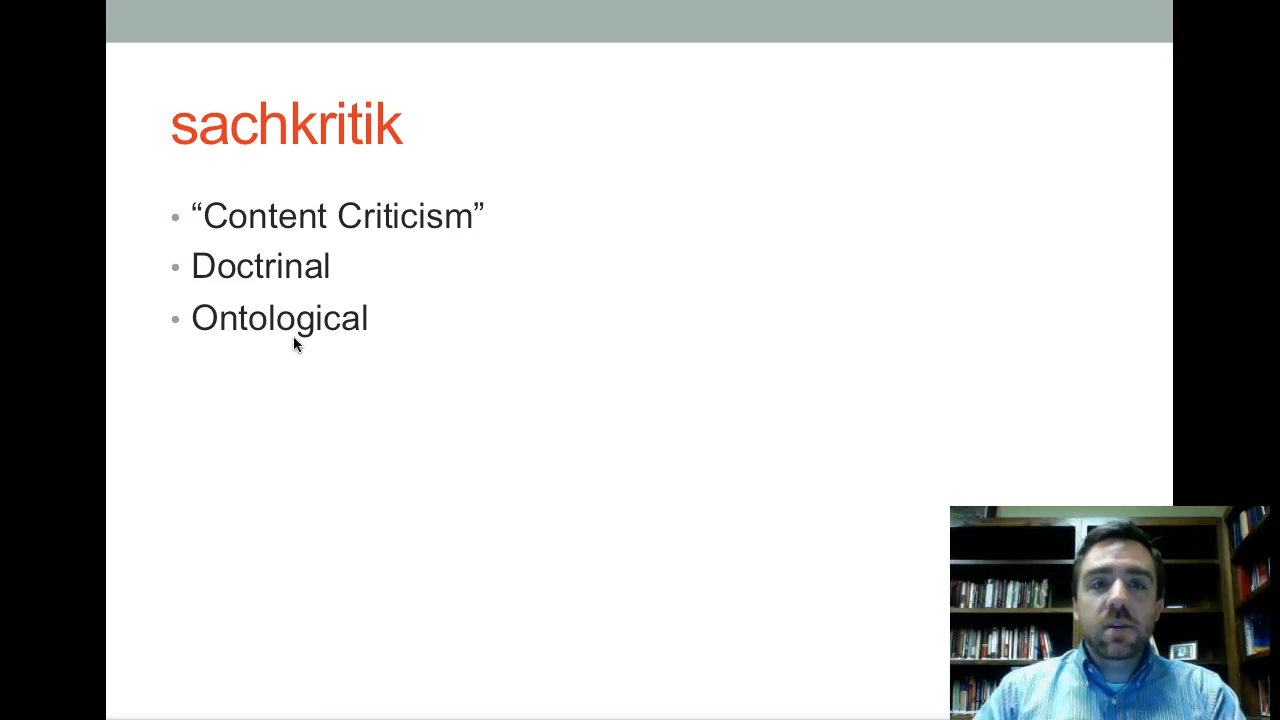 sachkritik
• “Content Criticism”
• Doctrinal
• Ontological